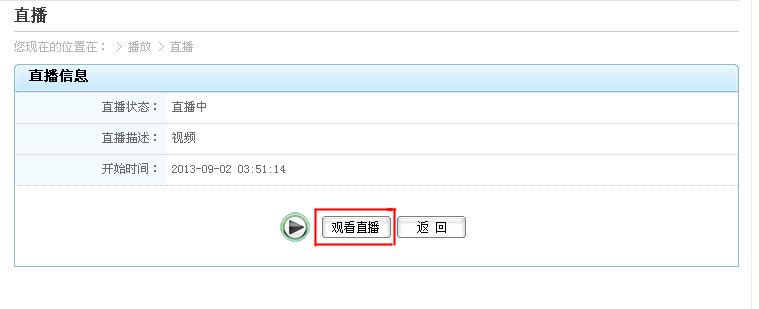 直播
您现在的位置在： > 播放 > 直播
直播信息
直播状态： 直播中
直播描述： 视频
开始时间： 2013-09-02 03:51:14
观看直播 返 回